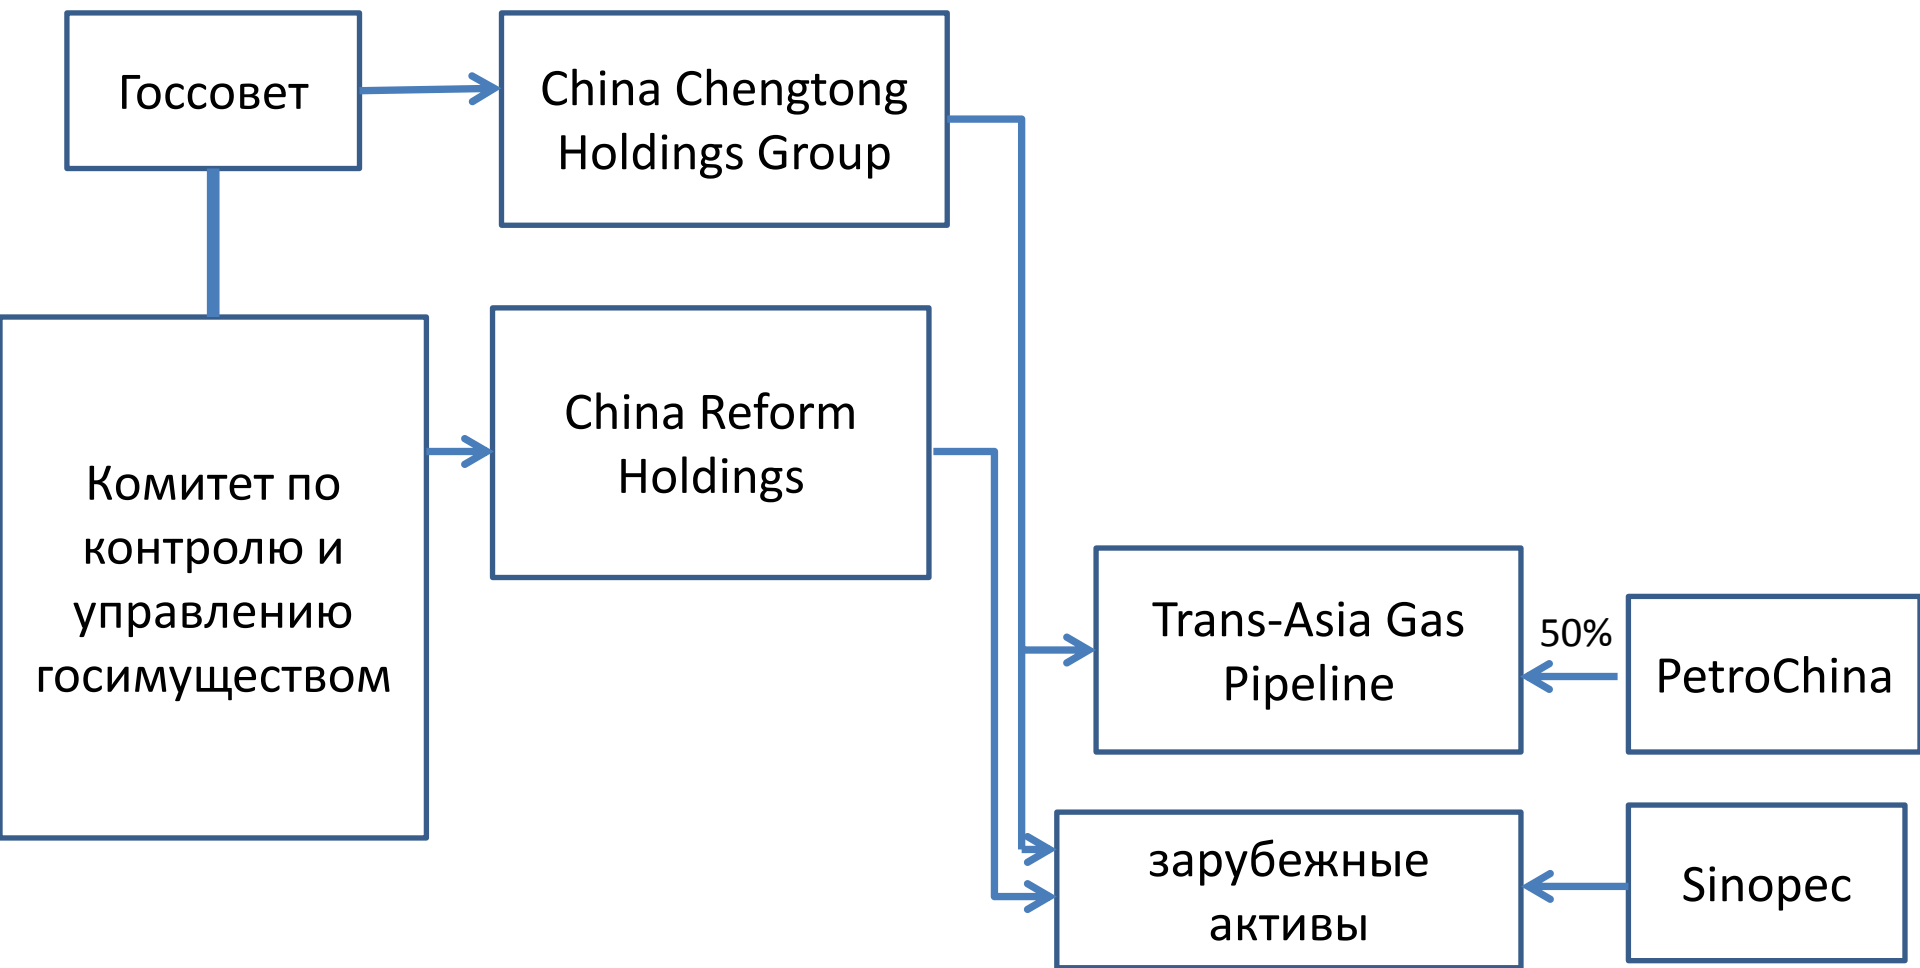 Госсовет
China Chengtong
Holdings Group
Комитет по
контролю и
управлению
госимуществом
China Reform
Holdings
Trans-Asia Gas
Pipeline
50%
PetroChina
зарубежные
активы
Sinopec